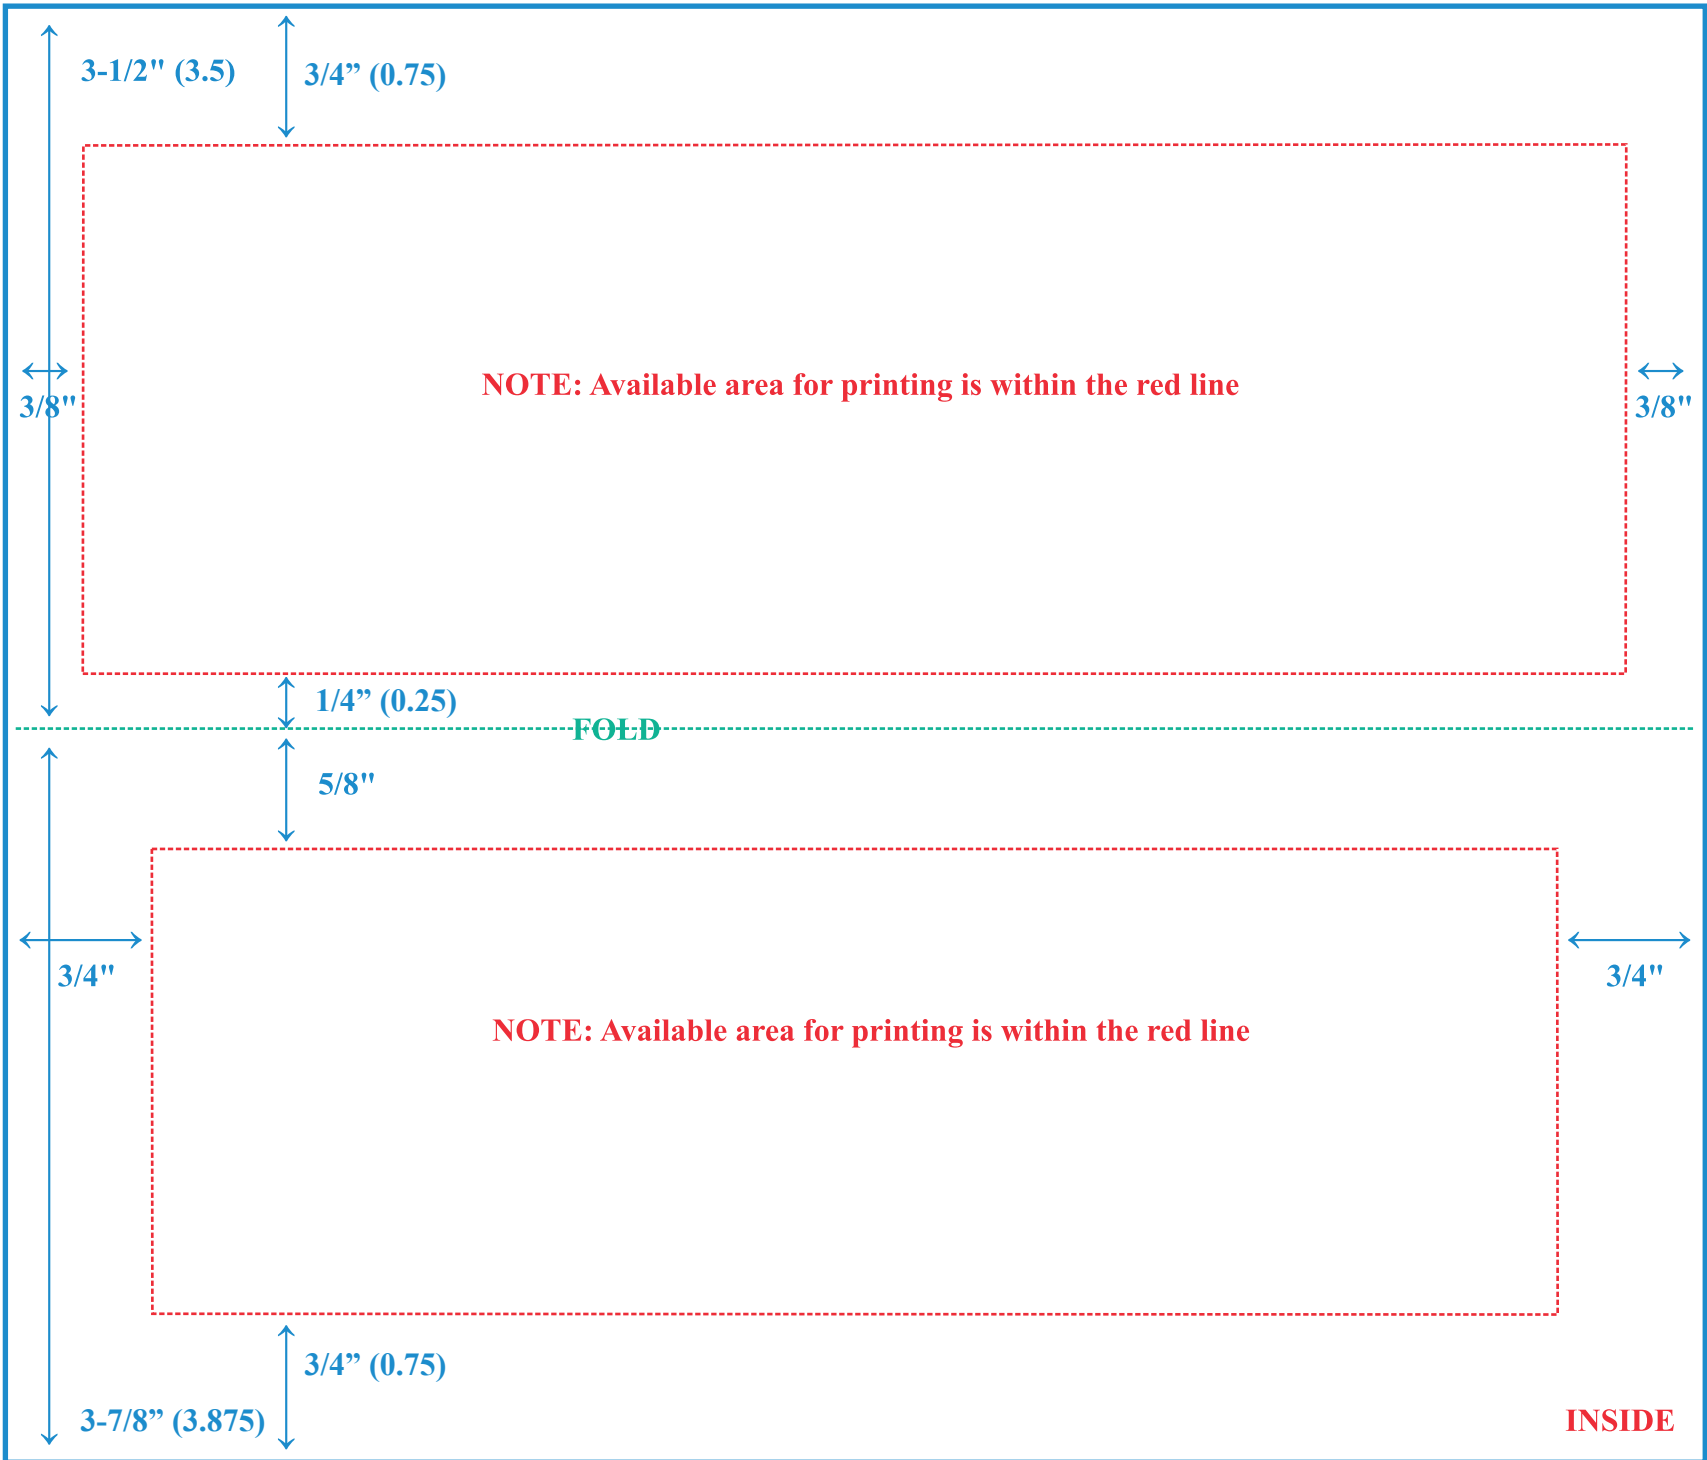 3-1/2" (3.5)
3/4” (0.75)
NOTE: Available area for printing is within the red line
3/8"
3/8"
1/4” (0.25)
FOLD
5/8"
3/4"
3/4"
NOTE: Available area for printing is within the red line
3/4” (0.75)
3-7/8” (3.875)
INSIDE